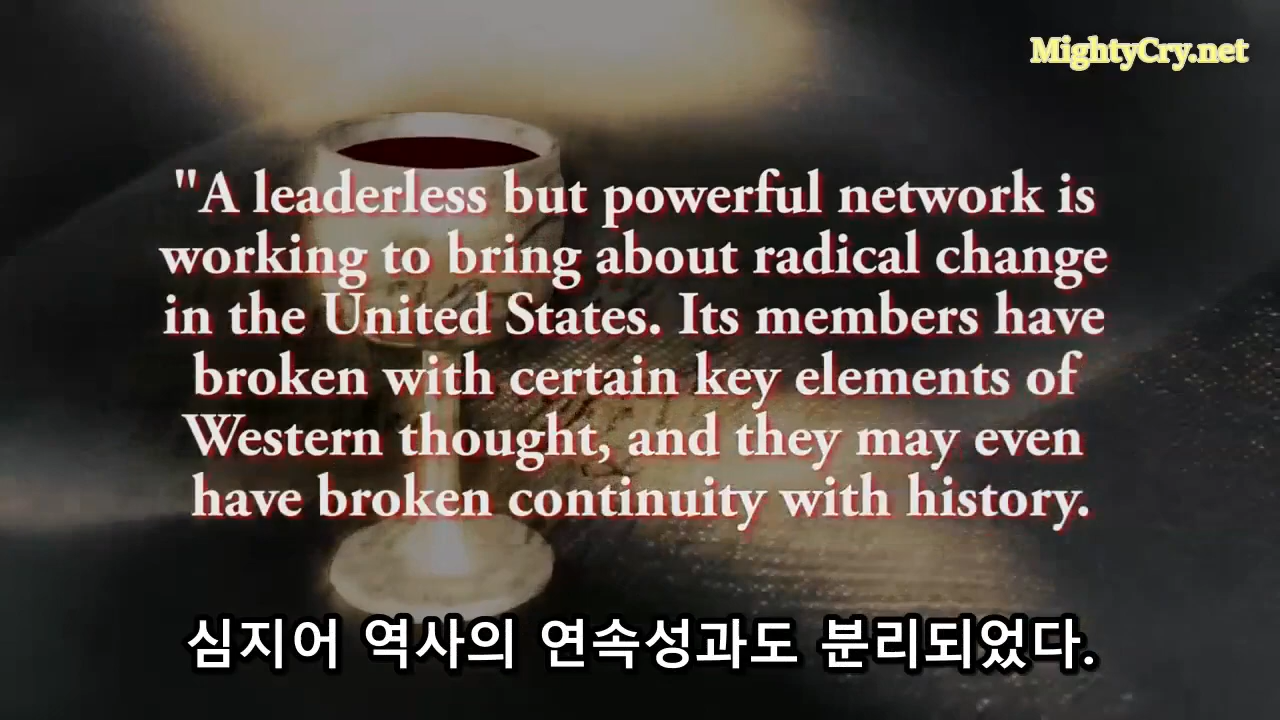 MightyCry.net
"A leaderless but powerful network is
working to bring about radical change
in the United States. Its members have
broken with certain key elements of
Western thought, and they may even
have broken continuity with history.
심지어 역사의 연속성과도 분리되었다.